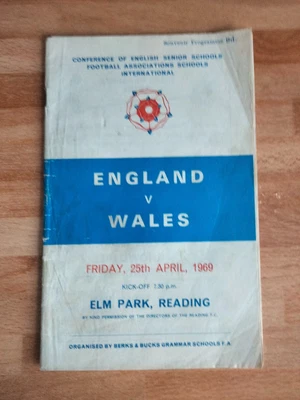 Souvenir Programme 6d.
CONFERENCE OF ENGLISH SENIOR SCHOOLS'
FOOTBALL ASSOCIATIONS SCHOOLS
INTERNATIONAL
ENGLAND
V
WALES
FRIDAY, 25th APRIL, 1969
KICK-OFF 7.30 p.m.
ELM PARK, READING
BY KIND PERMISSION OF THE DIRECTORS OF THE READING F.C.
ORGANISED BY BERKS & BUCKS GRAMMAR SCHOOLS F.A.